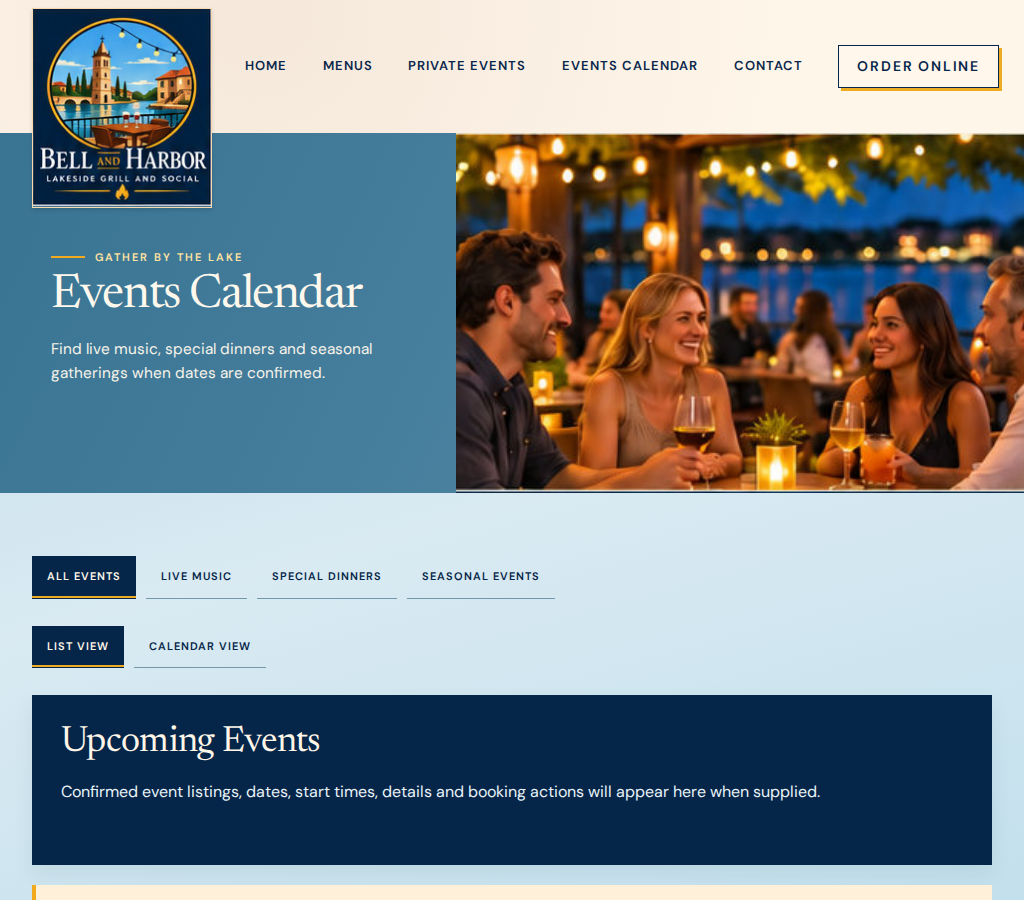 BELL AND HARBOR
LAKESIDE GRILL AND SOCIAL
HOME
MENUS
PRIVATE EVENTS
EVENTS CALENDAR
CONTACT
ORDER ONLINE
GATHER BY THE LAKE
Events Calendar
Find live music, special dinners and seasonal
gatherings when dates are confirmed.
ALL EVENTS
LIVE MUSIC
SPECIAL DINNERS
SEASONAL EVENTS
LIST VIEW
CALENDAR VIEW
Upcoming Events
Confirmed event listings, dates, start times, details and booking actions will appear here when supplied.